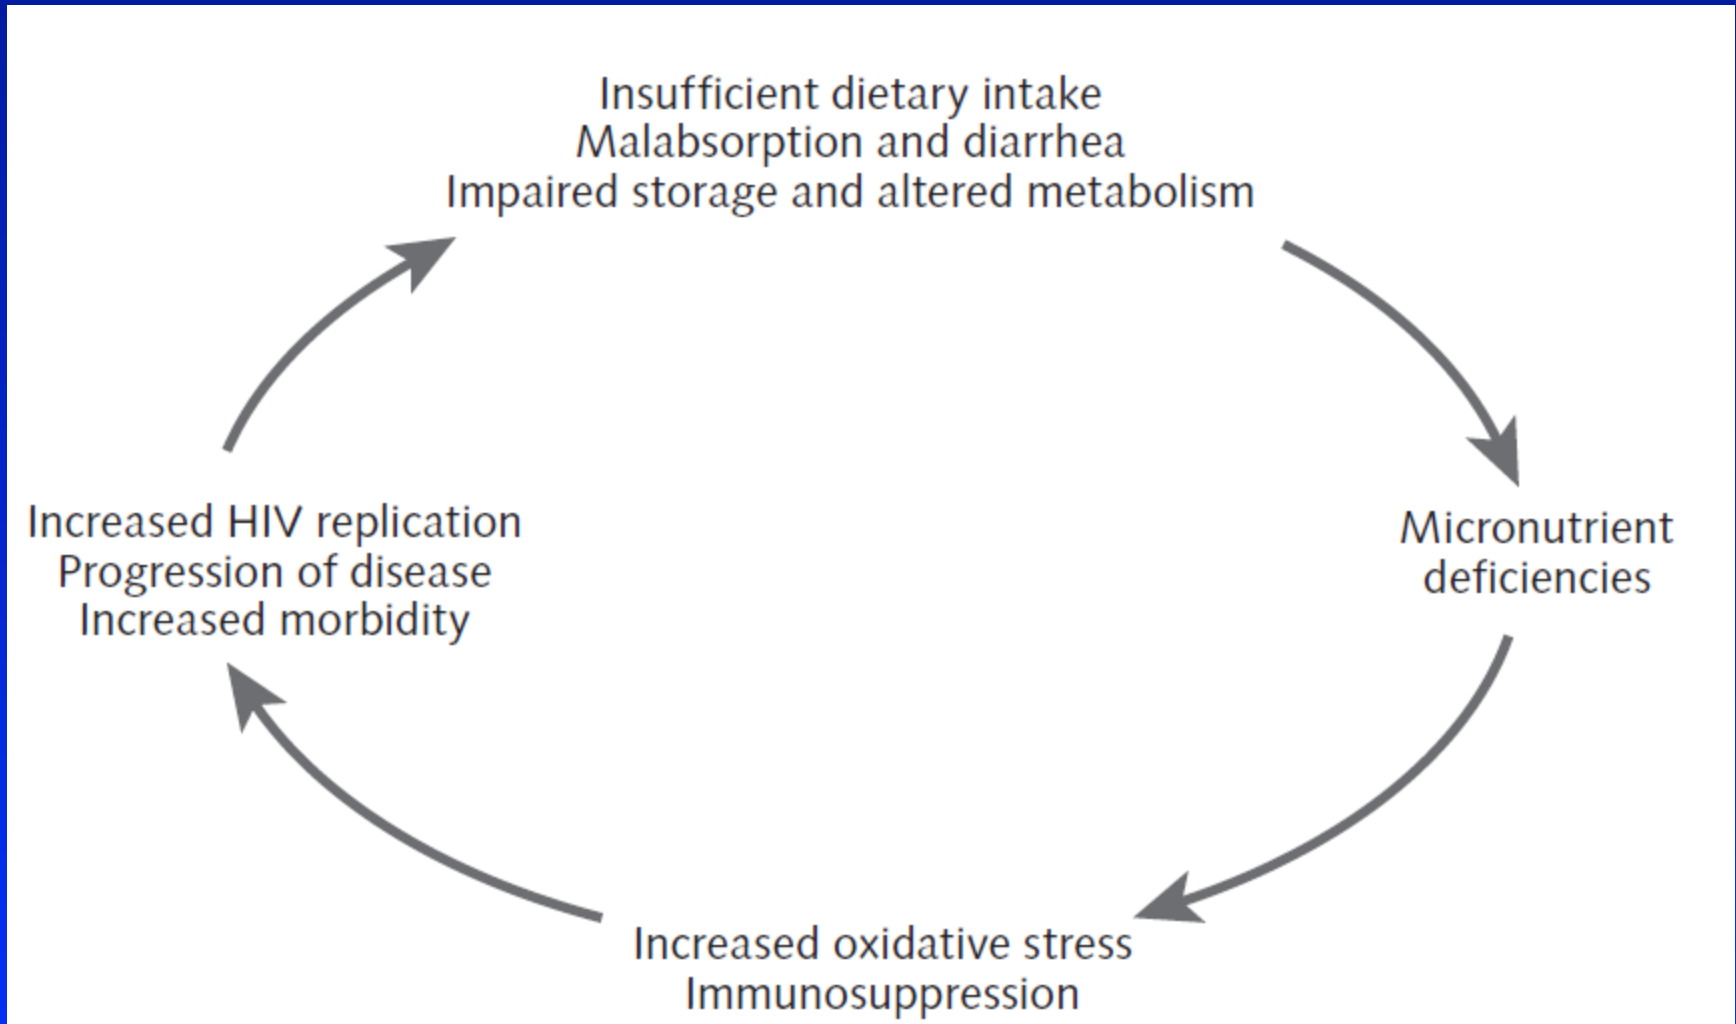 Insufficient dietary intake
Malabsorption and diarrhea
Impaired storage and altered metabolism
Micronutrient
deficiencies
Increased oxidative stress
Immunosuppression
Increased HIV replication
Progression of disease
Increased morbidity